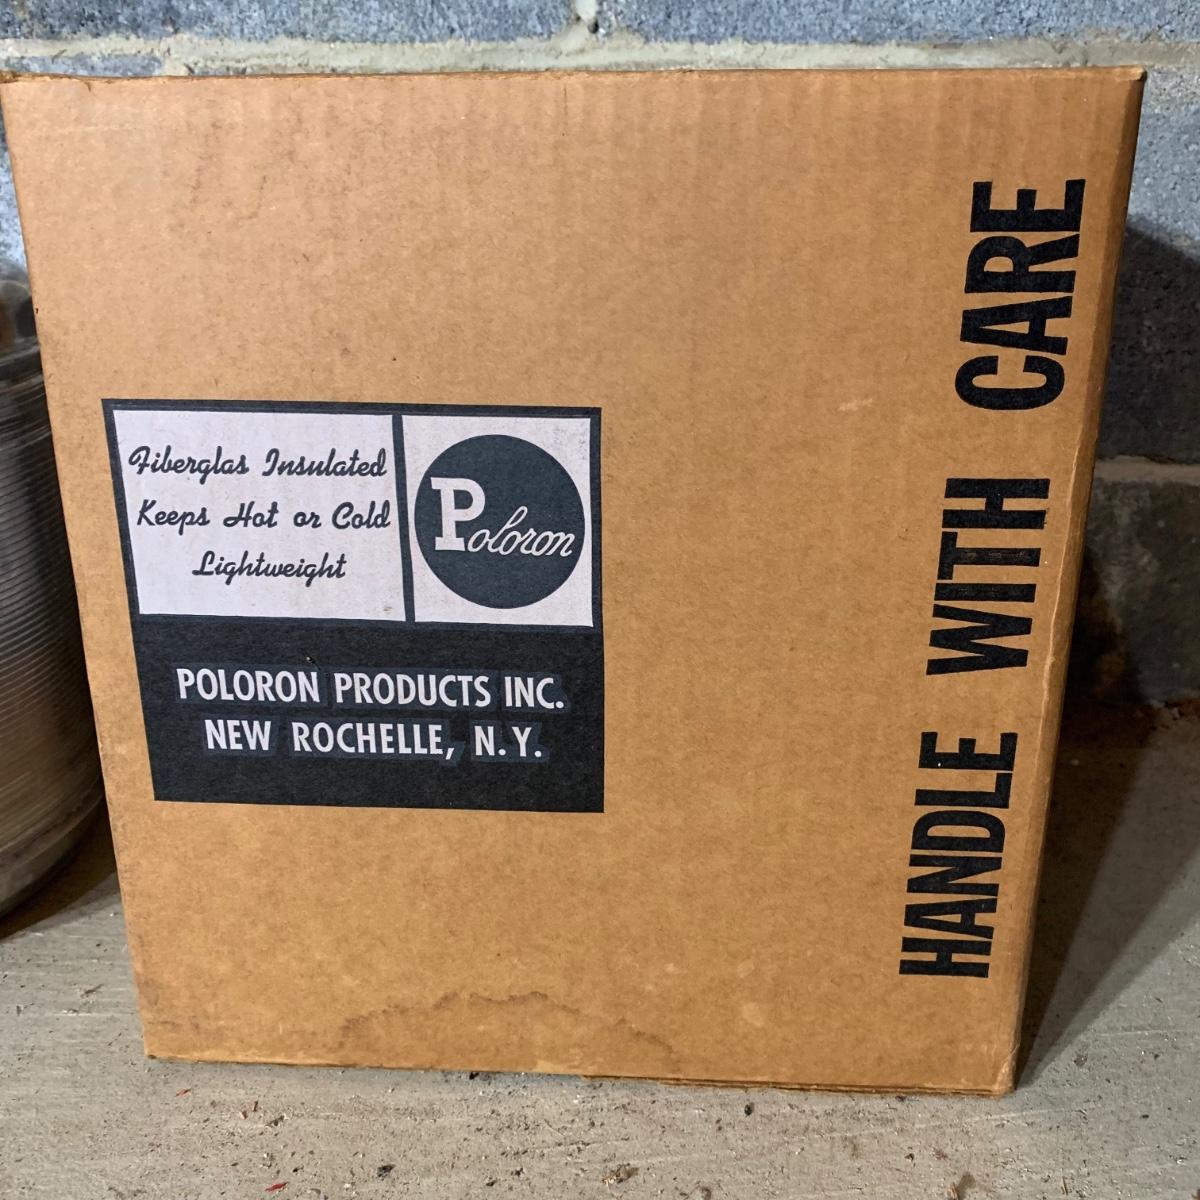 Fiberglas Insulated
Keeps Hot or Cold
Lightweight
Poloron
POLORON PRODUCTS INC.
NEW ROCHELLE, N.Y.
HANDLE WITH CARE